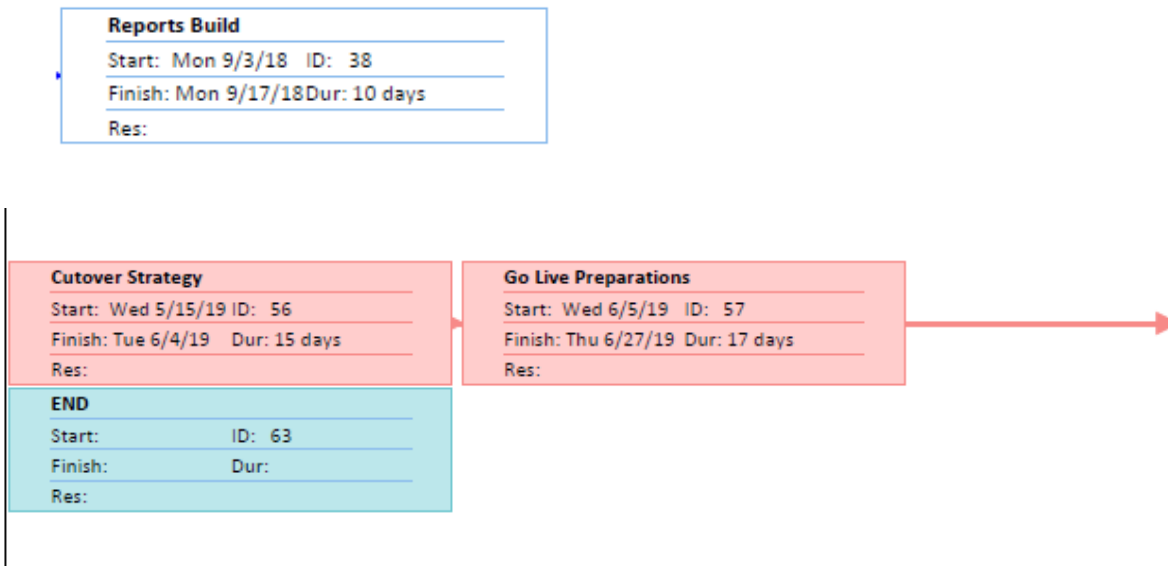 Reports Build
Start: Mon 9/3/18 ID: 38
Finish: Mon 9/17/18Dur: 10 days
Res:
Cutover Strategy
Start: Wed 5/15/19 ID: 56
Finish: Tue 6/4/19 Dur: 15 days
Res:
Go Live Preparations
Start: Wed 6/5/19 ID: 57
Finish: Thu 6/27/19 Dur: 17 days
Res:
END
Start: ID: 63
Finish: Dur:
Res: